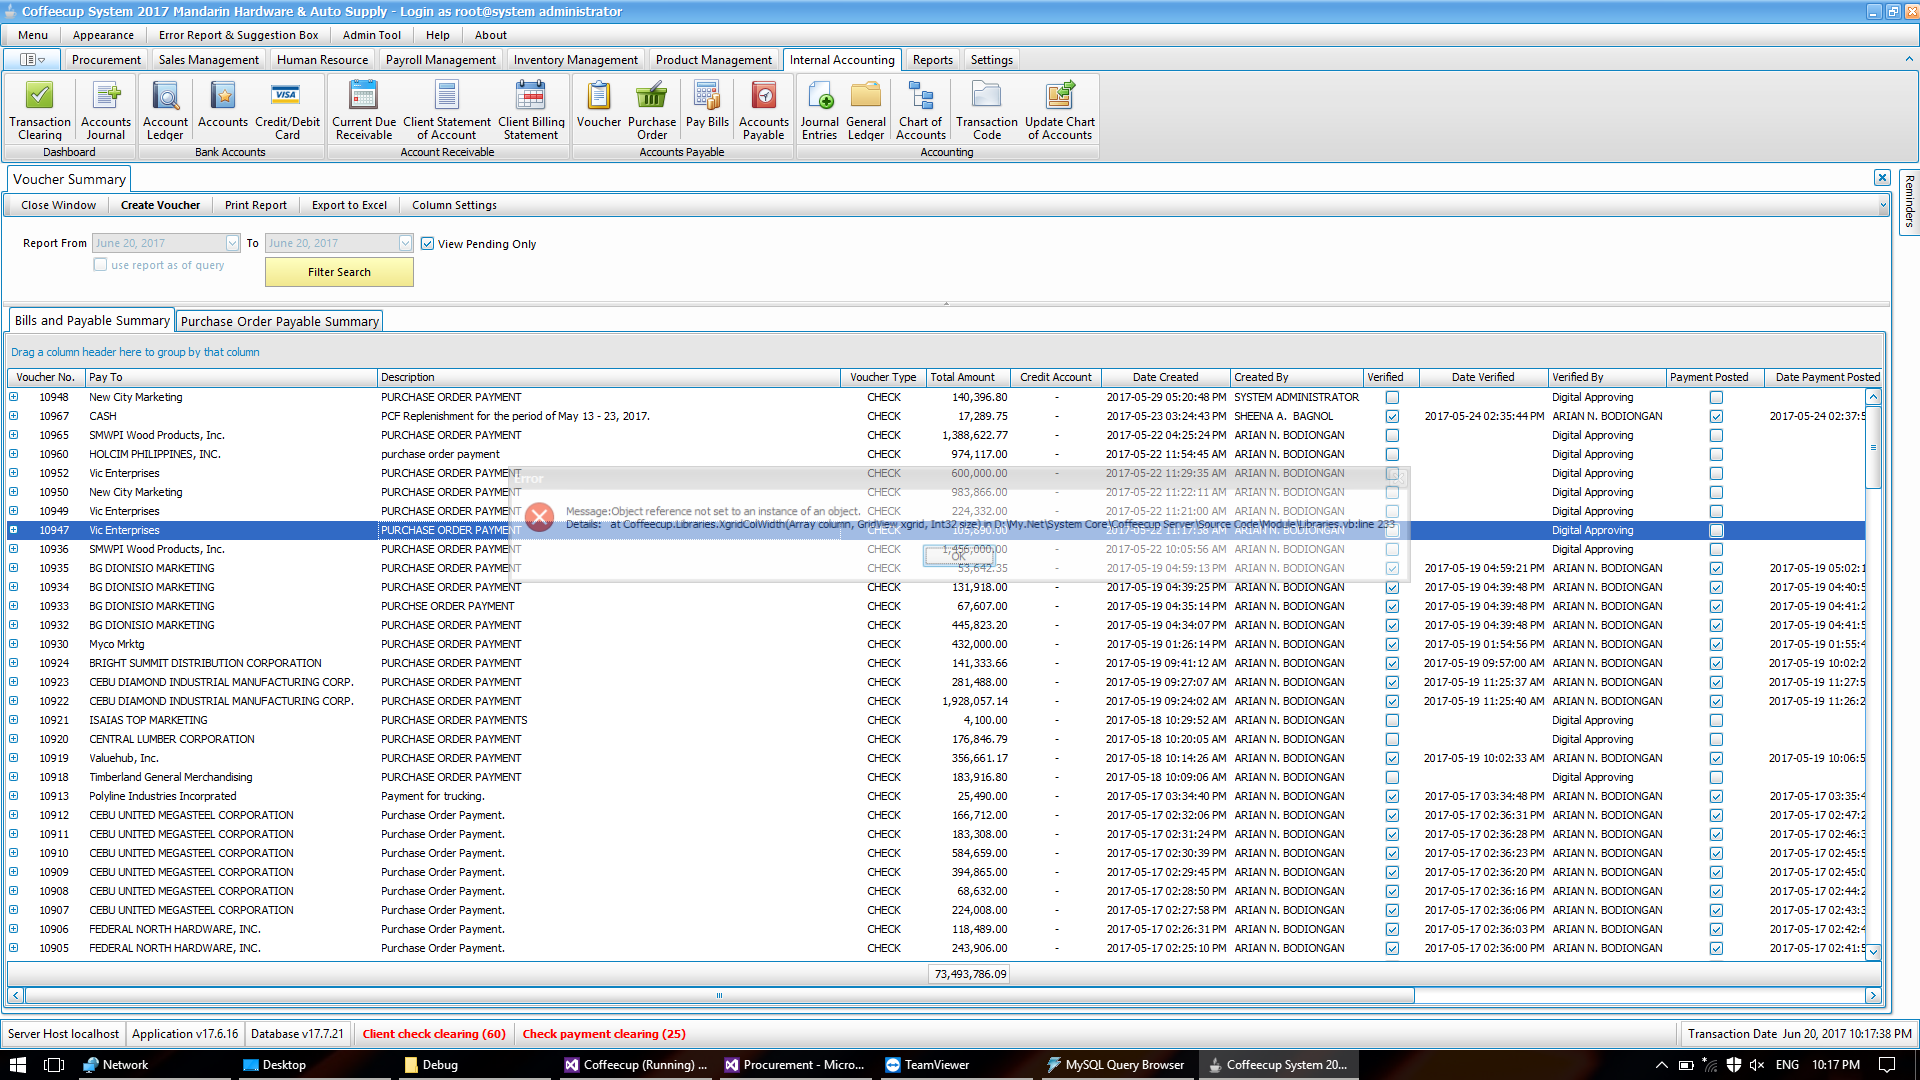 Coffeecup System 2017 Mandarin Hardware & Auto Supply - Login as root@system administrator
Menu Appearance Error Report & Suggestion Box Admin Tool Help About
Procurement Sales Management Human Resource Payroll Management Inventory Management Product Management Internal Accounting Reports Settings
Transaction Clearing Accounts Journal Account Ledger Accounts Credit/Debit Card Current Due Receivable Client Statement of Account Client Billing Statement Voucher Purchase Order Pay Bills Accounts Payable Journal Entries General Ledger Chart of Accounts Transaction Code Update Chart of Accounts
VISA
Dashboard Bank Accounts Account Receivable Accounts Payable Accounting
Voucher Summary
Reminders
Close Window Create Voucher Print Report Export to Excel Column Settings
Report From June 20, 2017 To June 20, 2017 View Pending Only
use report as of query
Filter Search
Bills and Payable Summary Purchase Order Payable Summary
Drag a column header here to group by that column
Voucher No. Pay To Description Voucher Type Total Amount Credit Account Date Created Created By Verified Date Verified Verified By Payment Posted Date Payment Posted
10948 New City Marketing PURCHASE ORDER PAYMENT CHECK 140,396.80 - 2017-05-29 05:20:48 PM SYSTEM ADMINISTRATOR Digital Approving
10967 CASH PCF Replenishment for the period of May 13 - 23, 2017. CHECK 17,289.75 - 2017-05-23 03:24:43 PM SHEENA A. BAGNOL 2017-05-24 02:35:44 PM ARIAN N. BODIONGAN 2017-05-24 02:37:5
10965 SMWPI Wood Products, Inc. PURCHASE ORDER PAYMENT CHECK 1,388,622.77 - 2017-05-22 04:25:24 PM ARIAN N. BODIONGAN Digital Approving
10960 HOLCIM PHILIPPINES, INC. purchase order payment CHECK 974,117.00 - 2017-05-22 11:54:45 AM ARIAN N. BODIONGAN Digital Approving
10952 Vic Enterprises PURCHASE ORDER PAYMENT CHECK 600,000.00 - 2017-05-22 11:29:35 AM ARIAN N. BODIONGAN Digital Approving
Error
10950 New City Marketing PURCHASE ORDER PAYMENT CHECK 983,866.00 - 2017-05-22 11:22:11 AM ARIAN N. BODIONGAN Digital Approving
10949 Vic Enterprises PURCHASE ORDER PAYMENT CHECK 224,332.00 - 2017-05-22 11:21:00 AM ARIAN N. BODIONGAN Digital Approving
Message:Object reference not set to an instance of an object.
Details: at Coffeecup.Libraries.XgridColWidth(Array column, GridView xgrid, Int32 size) in D:\My.Net\System Core\Coffeecup Server\Source Code\Module\Libraries.vb:line 233
10947 Vic Enterprises PURCHASE ORDER PAYMENT CHECK 105,890.00 - 2017-05-22 11:17:58 AM ARIAN N. BODIONGAN Digital Approving
10936 SMWPI Wood Products, Inc. PURCHASE ORDER PAYMENT CHECK 1,456,000.00 - 2017-05-22 10:05:56 AM ARIAN N. BODIONGAN Digital Approving
OK
10935 BG DIONISIO MARKETING PURCHASE ORDER PAYMENT CHECK 53,642.35 - 2017-05-19 04:59:13 PM ARIAN N. BODIONGAN 2017-05-19 04:59:21 PM ARIAN N. BODIONGAN 2017-05-19 05:02:1
10934 BG DIONISIO MARKETING PURCHASE ORDER PAYMENT CHECK 131,918.00 - 2017-05-19 04:39:25 PM ARIAN N. BODIONGAN 2017-05-19 04:39:48 PM ARIAN N. BODIONGAN 2017-05-19 04:40:5
10933 BG DIONISIO MARKETING PURCHSE ORDER PAYMENT CHECK 67,607.00 - 2017-05-19 04:35:14 PM ARIAN N. BODIONGAN 2017-05-19 04:39:48 PM ARIAN N. BODIONGAN 2017-05-19 04:41:2
10932 BG DIONISIO MARKETING PURCHASE ORDER PAYMENT CHECK 445,823.20 - 2017-05-19 04:34:07 PM ARIAN N. BODIONGAN 2017-05-19 04:39:48 PM ARIAN N. BODIONGAN 2017-05-19 04:41:5
10930 Myco Mrktg PURCHASE ORDER PAYMENT CHECK 432,000.00 - 2017-05-19 01:26:14 PM ARIAN N. BODIONGAN 2017-05-19 01:54:56 PM ARIAN N. BODIONGAN 2017-05-19 01:55:4
10924 BRIGHT SUMMIT DISTRIBUTION CORPORATION PURCHASE ORDER PAYMENT CHECK 141,333.66 - 2017-05-19 09:41:12 AM ARIAN N. BODIONGAN 2017-05-19 09:57:00 AM ARIAN N. BODIONGAN 2017-05-19 10:02:2
10923 CEBU DIAMOND INDUSTRIAL MANUFACTURING CORP. PURCHASE ORDER PAYMENT CHECK 281,488.00 - 2017-05-19 09:27:07 AM ARIAN N. BODIONGAN 2017-05-19 11:25:37 AM ARIAN N. BODIONGAN 2017-05-19 11:27:5
10922 CEBU DIAMOND INDUSTRIAL MANUFACTURING CORP. PURCHASE ORDER PAYMENT CHECK 1,928,057.14 - 2017-05-19 09:24:02 AM ARIAN N. BODIONGAN 2017-05-19 11:25:40 AM ARIAN N. BODIONGAN 2017-05-19 11:26:2
10921 ISAIAS TOP MARKETING PURCHASE ORDER PAYMENTS CHECK 4,100.00 - 2017-05-18 10:29:52 AM ARIAN N. BODIONGAN Digital Approving
10920 CENTRAL LUMBER CORPORATION PURCHASE ORDER PAYMENT CHECK 176,846.79 - 2017-05-18 10:20:05 AM ARIAN N. BODIONGAN Digital Approving
10919 Valuehub, Inc. PURCHASE ORDER PAYMENT CHECK 356,661.17 - 2017-05-18 10:14:26 AM ARIAN N. BODIONGAN 2017-05-19 10:02:33 AM ARIAN N. BODIONGAN 2017-05-19 10:06:5
10918 Timberland General Merchandising PURCHASE ORDER PAYMENT CHECK 183,916.80 - 2017-05-18 10:09:06 AM ARIAN N. BODIONGAN Digital Approving
10913 Polyline Industries Incorprated Payment for trucking. CHECK 25,490.00 - 2017-05-17 03:34:40 PM ARIAN N. BODIONGAN 2017-05-17 03:34:48 PM ARIAN N. BODIONGAN 2017-05-17 03:35:4
10912 CEBU UNITED MEGASTEEL CORPORATION Purchase Order Payment. CHECK 166,712.00 - 2017-05-17 02:32:06 PM ARIAN N. BODIONGAN 2017-05-17 02:36:31 PM ARIAN N. BODIONGAN 2017-05-17 02:47:2
10911 CEBU UNITED MEGASTEEL CORPORATION Purchase Order Payment. CHECK 183,308.00 - 2017-05-17 02:31:24 PM ARIAN N. BODIONGAN 2017-05-17 02:36:28 PM ARIAN N. BODIONGAN 2017-05-17 02:46:3
10910 CEBU UNITED MEGASTEEL CORPORATION Purchase Order Payment. CHECK 584,659.00 - 2017-05-17 02:30:39 PM ARIAN N. BODIONGAN 2017-05-17 02:36:23 PM ARIAN N. BODIONGAN 2017-05-17 02:45:5
10909 CEBU UNITED MEGASTEEL CORPORATION Purchase Order Payment. CHECK 394,865.00 - 2017-05-17 02:29:45 PM ARIAN N. BODIONGAN 2017-05-17 02:36:20 PM ARIAN N. BODIONGAN 2017-05-17 02:45:0
10908 CEBU UNITED MEGASTEEL CORPORATION Purchase Order Payment. CHECK 68,632.00 - 2017-05-17 02:28:50 PM ARIAN N. BODIONGAN 2017-05-17 02:36:16 PM ARIAN N. BODIONGAN 2017-05-17 02:44:2
10907 CEBU UNITED MEGASTEEL CORPORATION Purchase Order Payment. CHECK 224,008.00 - 2017-05-17 02:27:58 PM ARIAN N. BODIONGAN 2017-05-17 02:36:06 PM ARIAN N. BODIONGAN 2017-05-17 02:43:3
10906 FEDERAL NORTH HARDWARE, INC. Purchase Order Payment. CHECK 118,489.00 - 2017-05-17 02:26:31 PM ARIAN N. BODIONGAN 2017-05-17 02:36:03 PM ARIAN N. BODIONGAN 2017-05-17 02:42:4
10905 FEDERAL NORTH HARDWARE, INC. Purchase Order Payment. CHECK 243,906.00 - 2017-05-17 02:25:10 PM ARIAN N. BODIONGAN 2017-05-17 02:36:00 PM ARIAN N. BODIONGAN 2017-05-17 02:41:5
73,493,786.09
Server Host localhost Application v17.6.16 Database v17.7.21 Client check clearing (60) Check payment clearing (25) Transaction Date Jun 20, 2017 10:17:38 PM
Network Desktop Debug Coffeecup (Running) ... Procurement - Micro... TeamViewer MySQL Query Browser Coffeecup System 20... ENG 10:17 PM